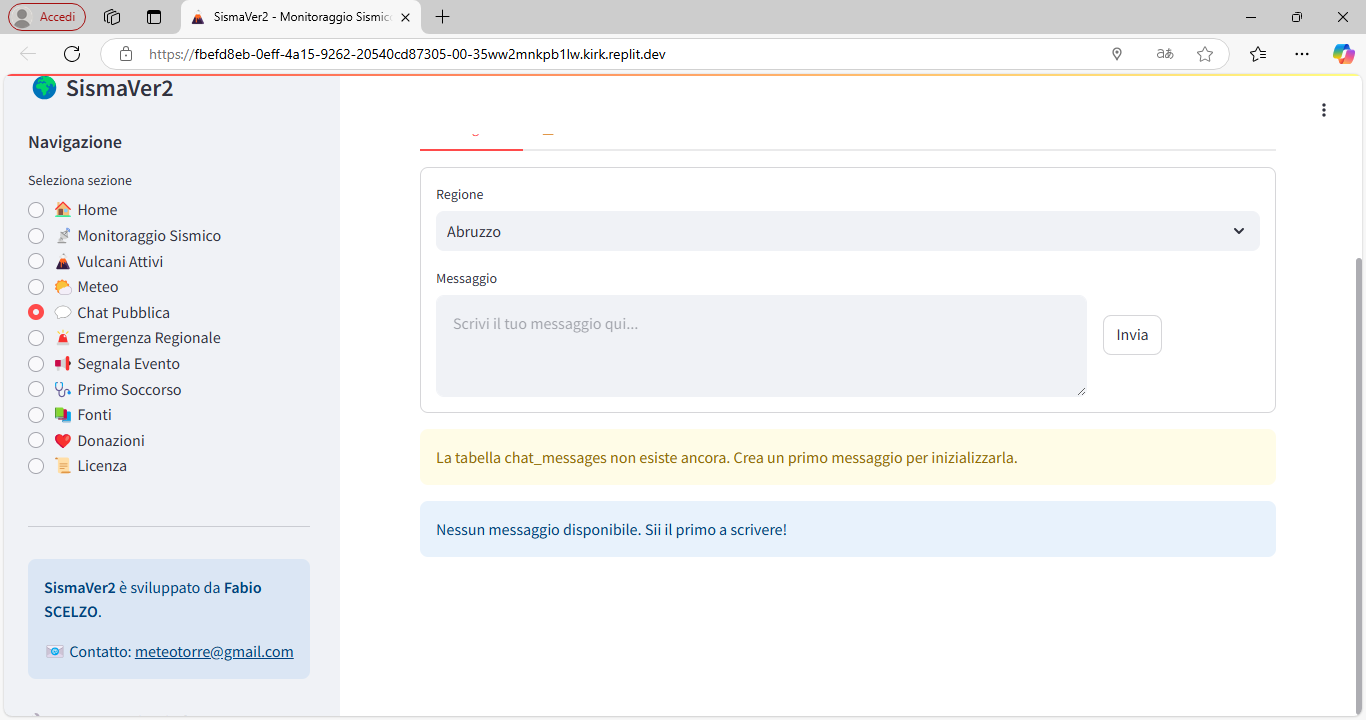 Accedi
SismaVer2 - Monitoraggio Sismic
https://fbefd8eb-0eff-4a15-9262-20540cd87305-00-35ww2mnkpb1lw.kirk.replit.dev
aあ
SismaVer2
Navigazione
Seleziona sezione
Home
Monitoraggio Sismico
Vulcani Attivi
Meteo
Chat Pubblica
Emergenza Regionale
Segnala Evento
Primo Soccorso
Fonti
Donazioni
Licenza
SismaVer2 è sviluppato da Fabio
SCELZO.
Contatto: meteotorre@gmail.com
Regione
Abruzzo
Messaggio
Scrivi il tuo messaggio qui...
Invia
La tabella chat_messages non esiste ancora. Crea un primo messaggio per inizializzarla.
Nessun messaggio disponibile. Sii il primo a scrivere!